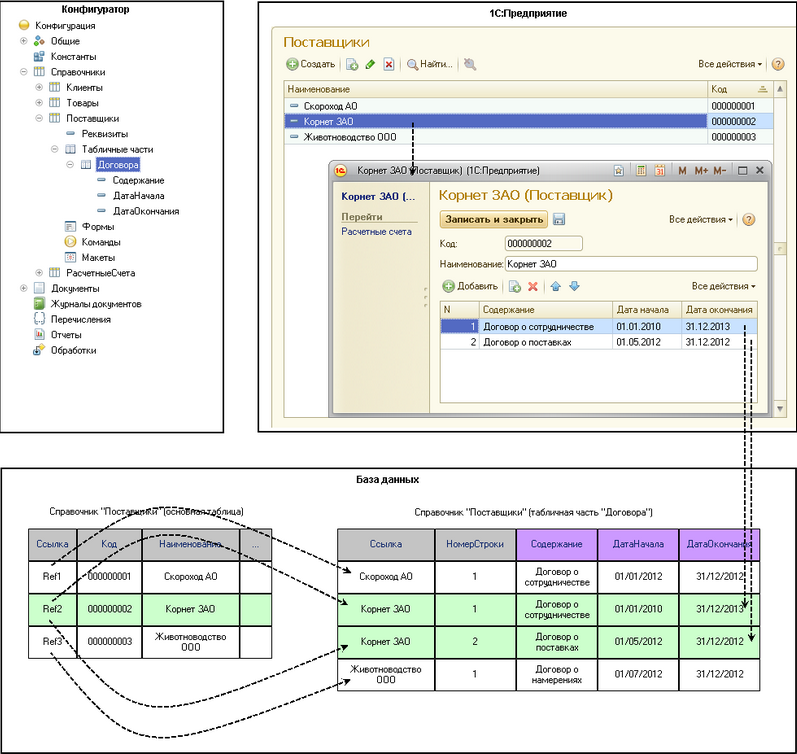 Конфигуратор
Конфигурация
Общие
Константы
Справочники
Клиенты
Товары
Поставщики
Реквизиты
Табличные части
Договора
Содержание
ДатаНачала
ДатаОкончания
Формы
Команды
Макеты
РасчетныеСчета
Документы
Журналы документов
Перечисления
Отчеты
Обработки
1С:Предприятие
Поставщики
Создать Найти... Все действия ?
Наименование Код
Скороход АО 000000001
Корнет ЗАО 000000002
Животноводство ООО 000000003
1С Корнет ЗАО (Поставщик) (1С:Предприятие) 31 M M+ M-
Корнет ЗАО (... Корнет ЗАО (Поставщик)
Перейти Записать и закрыть Все действия ?
Расчетные счета
Код: 000000002
Наименование: Корнет ЗАО
Добавить Все действия
N Содержание Дата начала Дата окончания
1 Договор о сотрудничестве 01.01.2010 31.12.2013
2 Договор о поставках 01.05.2012 31.12.2012
База данных
Справочник "Поставщики" (основная таблица)
Ссылка Код Наименование ...
Ref1 000000001 Скороход АО
Ref2 000000002 Корнет ЗАО
Ref3 000000003 Животноводство
ООО
Справочник "Поставщики" (табличная часть "Договора")
Ссылка НомерСтроки Содержание ДатаНачала ДатаОкончания
Скороход АО 1 Договор о
сотрудничестве 01/01/2012 31/12/2012
Корнет ЗАО 1 Договор о
сотрудничестве 01/01/2010 31/12/2013
Корнет ЗАО 2 Договор о
поставках 01/05/2012 31/12/2012
Животноводство
ООО 1 Договор о
намерениях 01/07/2012 31/12/2012